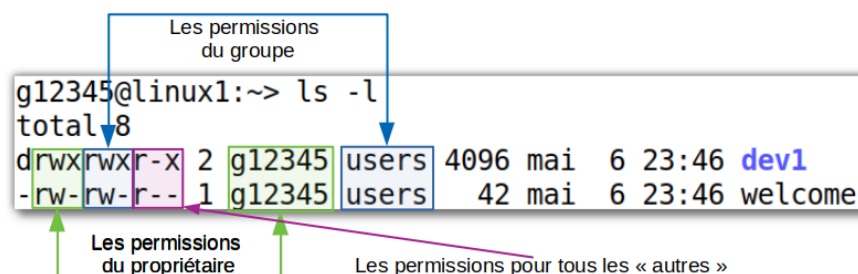 Les permissions
du groupe
g12345@linux1:~> ls -l
total 8
drwxrwxr-x 2 g12345 users 4096 mai  6 23:46 dev1
-rw-rw-r-- 1 g12345 users   42 mai  6 23:46 welcome
Les permissions
du propriétaire
Les permissions pour tous les « autres »